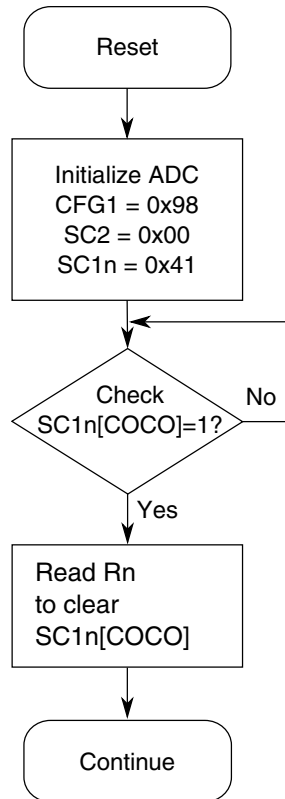 Reset
Initialize ADC
CFG1 = 0x98
SC2 = 0x00
SC1n = 0x41
Check
SC1n[COCO]=1?
No
Yes
Read Rn
to clear
SC1n[COCO]
Continue